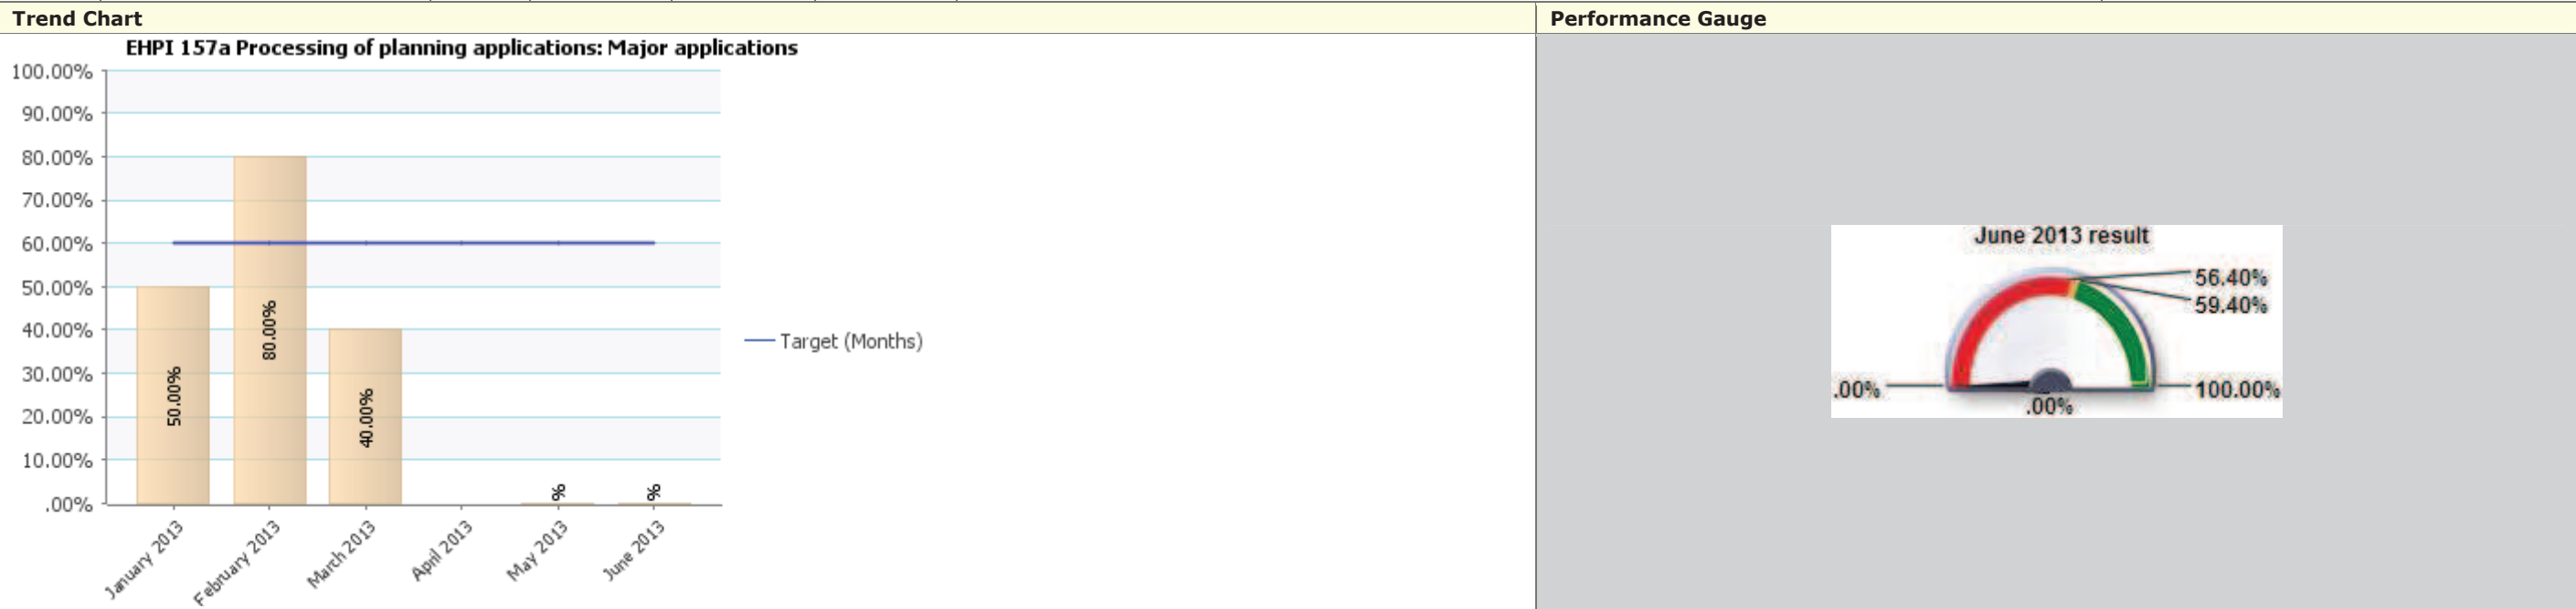 Trend Chart
Performance Gauge
EHPI 157a Processing of planning applications: Major applications
100.00%
90.00%
80.00%
70.00%
60.00%
50.00%
40.00%
30.00%
20.00%
10.00%
.00%
50.00%
80.00%
40.00%
%
%
January 2013
February 2013
March 2013
April 2013
May 2013
June 2013
Target (Months)
June 2013 result
56.40%
59.40%
.00%
100.00%
.00%